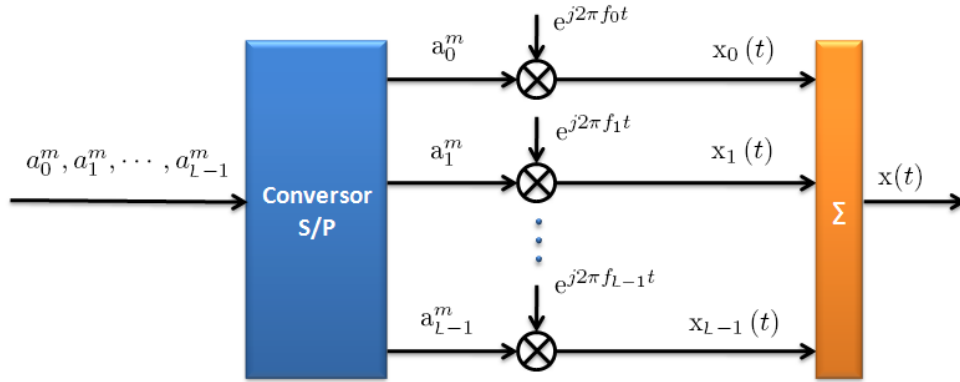 e^{j2πf_0t}
a_0^m
x_0 (t)
e^{j2πf_1t}
a_0^m, a_1^m, ⋯ , a_{L-1}^m
a_1^m
x_1 (t)
x(t)
Conversor
S/P
Σ
e^{j2πf_{L-1}t}
a_{L-1}^m
x_{L-1} (t)